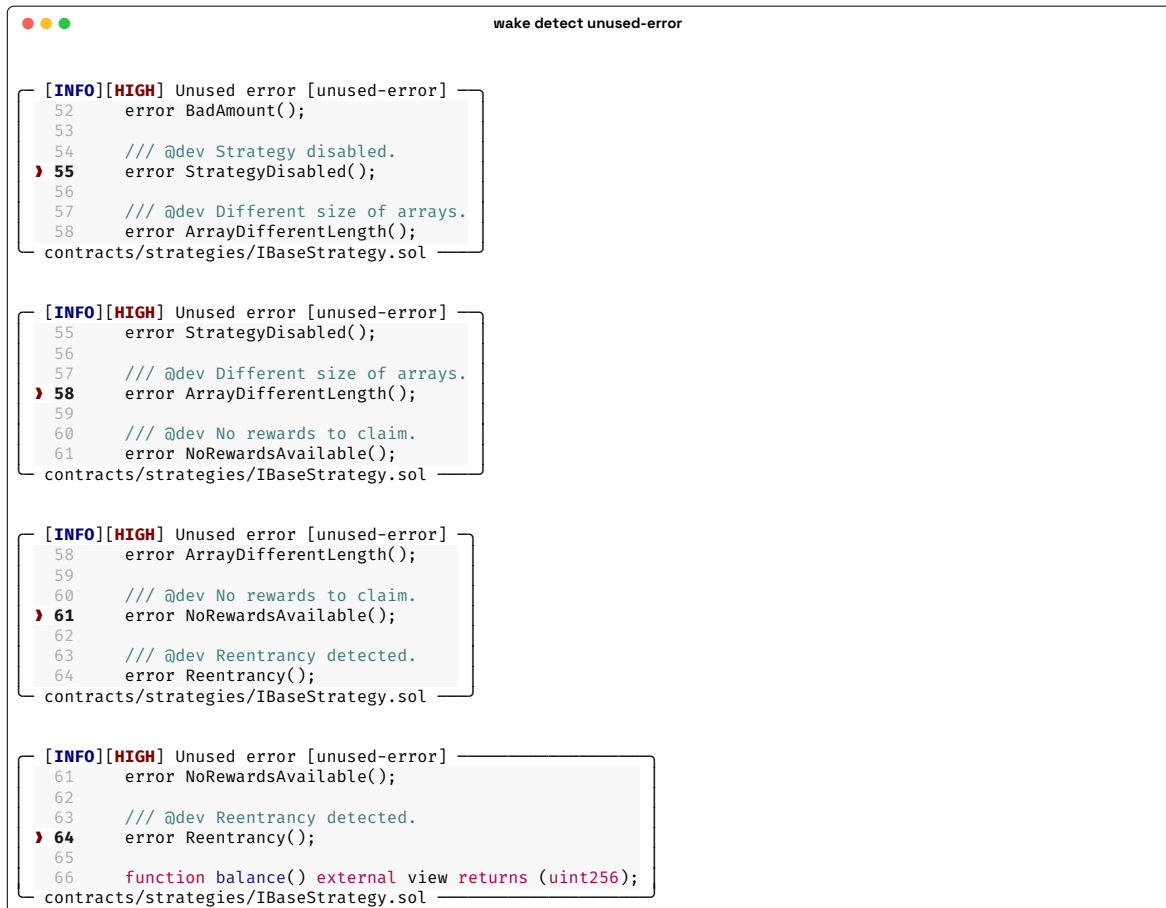 wake detect unused-error
[INFO][HIGH] Unused error [unused-error]
52 error BadAmount();
53
54 /// @dev Strategy disabled.
❱ 55 error StrategyDisabled();
56
57 /// @dev Different size of arrays.
58 error ArrayDifferentLength();
contracts/strategies/IBaseStrategy.sol
[INFO][HIGH] Unused error [unused-error]
55 error StrategyDisabled();
56
57 /// @dev Different size of arrays.
❱ 58 error ArrayDifferentLength();
59
60 /// @dev No rewards to claim.
61 error NoRewardsAvailable();
contracts/strategies/IBaseStrategy.sol
[INFO][HIGH] Unused error [unused-error]
58 error ArrayDifferentLength();
59
60 /// @dev No rewards to claim.
❱ 61 error NoRewardsAvailable();
62
63 /// @dev Reentrancy detected.
64 error Reentrancy();
contracts/strategies/IBaseStrategy.sol
[INFO][HIGH] Unused error [unused-error]
61 error NoRewardsAvailable();
62
63 /// @dev Reentrancy detected.
❱ 64 error Reentrancy();
65
66 function balance() external view returns (uint256);
contracts/strategies/IBaseStrategy.sol